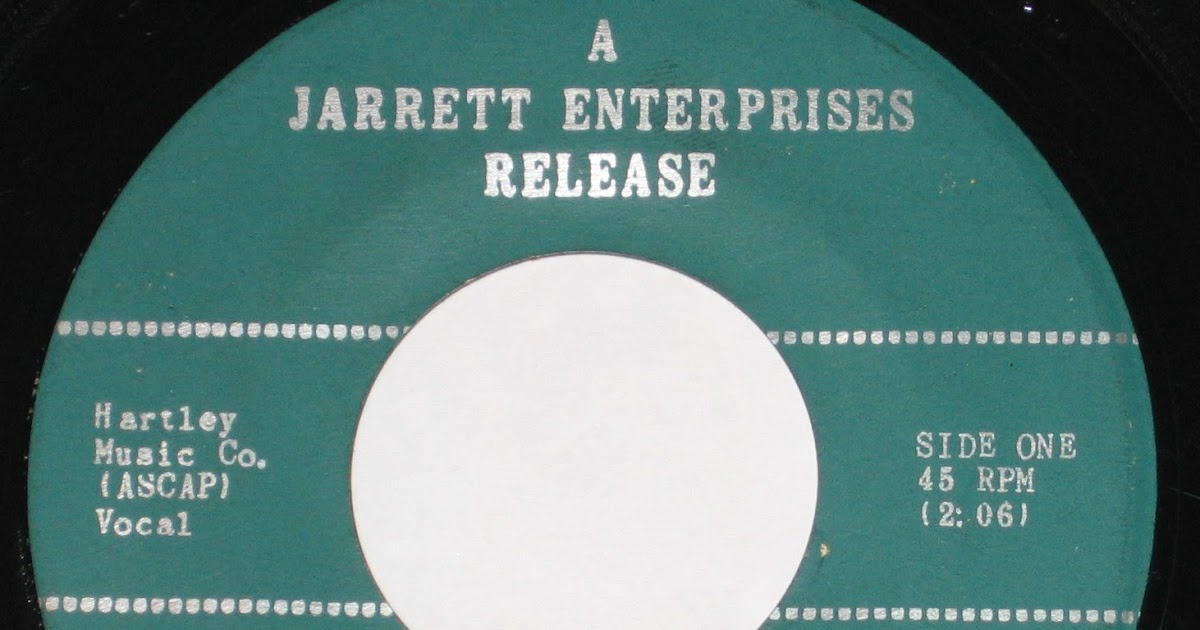 A
JARRETT ENTERPRISES
RELEASE
Hartley
Music Co.
(ASCAP)
Vocal
SIDE ONE
45 RPM
(2:06)